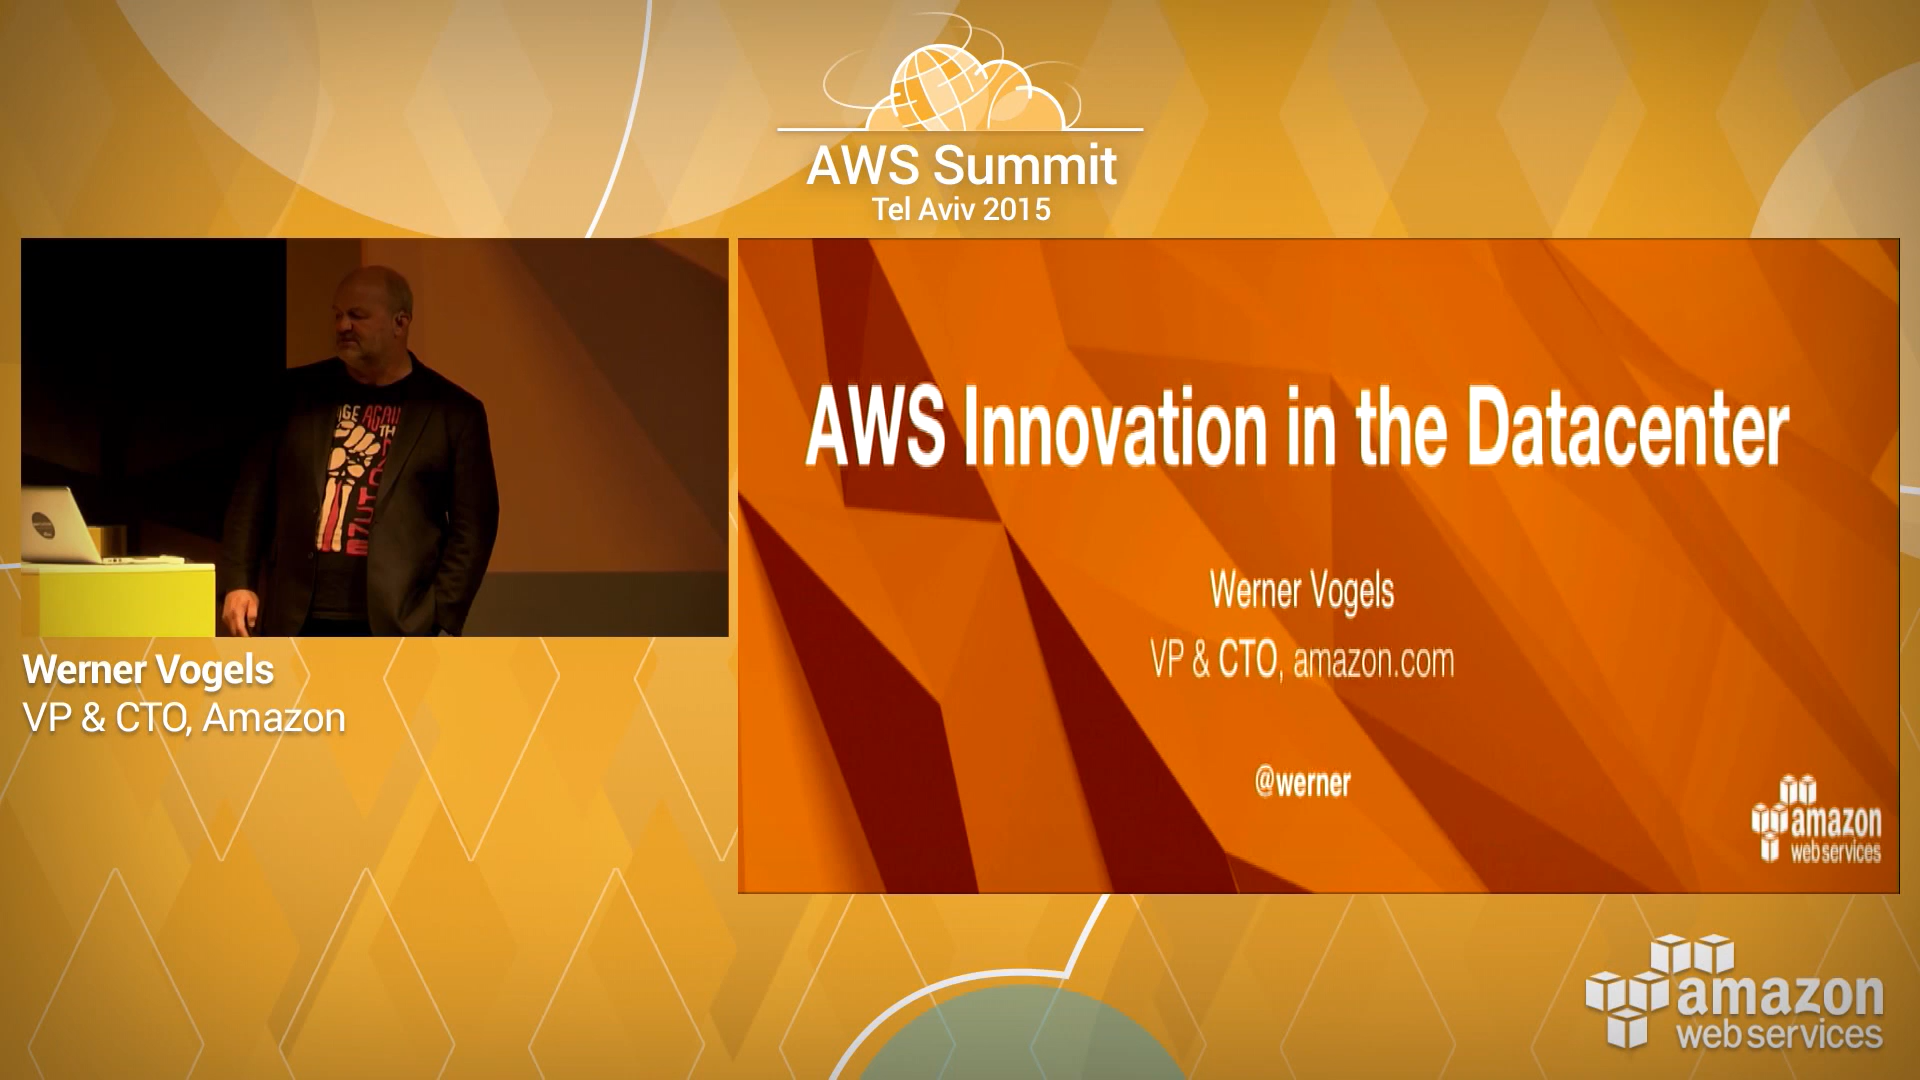 AWS Summit
Tel Aviv 2015
AWS Innovation in the Datacenter
Werner Vogels
VP & CTO, amazon.com
@werner
amazon
web services
Werner Vogels
VP & CTO, Amazon
amazon
web services